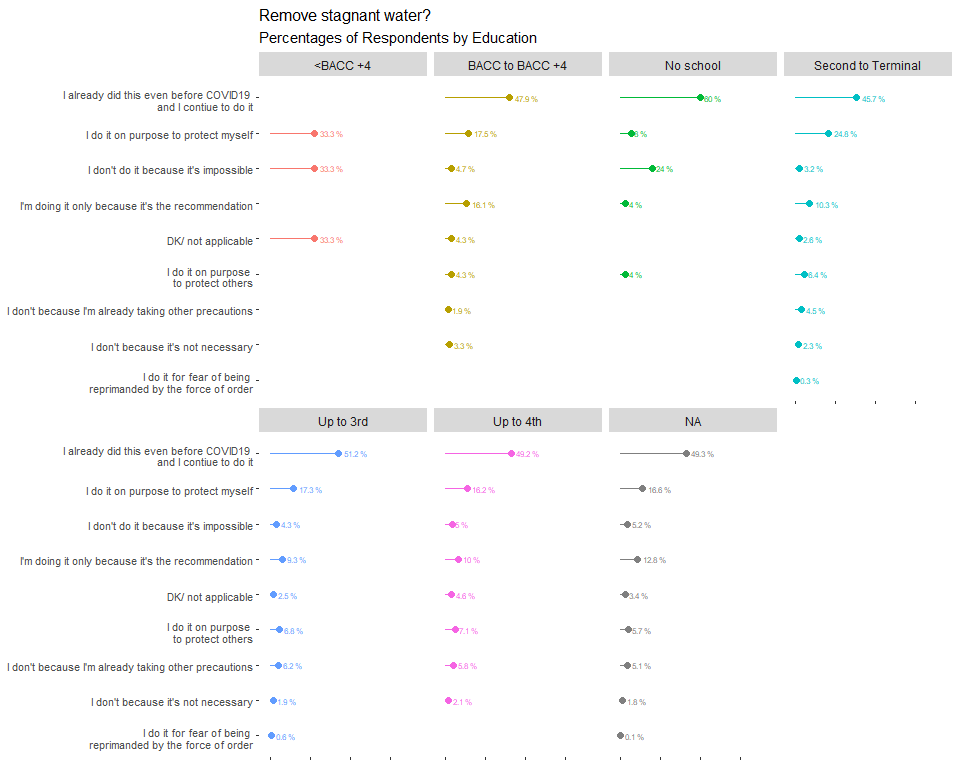 Remove stagnant water?
Percentages of Respondents by Education
<BACC +4
BACC to BACC +4
No school
Second to Terminal
I already did this even before COVID19
and I contiue to do it
47.9 %
60 %
45.7 %
I do it on purpose to protect myself
33.3 %
17.5 %
24.8 %
I don't do it because it's impossible
33.3 %
4.7 %
24 %
3.2 %
I'm doing it only because it's the recommendation
16.1 %
4 %
10.3 %
DK/ not applicable
33.3 %
4.3 %
2.6 %
I do it on purpose
to protect others
4.3 %
4 %
6.4 %
I don't because I'm already taking other precautions
1.9 %
4.5 %
I don't because it's not necessary
3.3 %
2.3 %
I do it for fear of being
reprimanded by the force of order
0.3 %
Up to 3rd
Up to 4th
NA
I already did this even before COVID19
and I contiue to do it
51.2 %
49.2 %
49.3 %
I do it on purpose to protect myself
17.3 %
16.2 %
16.6 %
I don't do it because it's impossible
4.3 %
5.2 %
I'm doing it only because it's the recommendation
9.3 %
10 %
12.8 %
DK/ not applicable
2.5 %
4.6 %
3.4 %
I do it on purpose
to protect others
6.8 %
7.1 %
5.7 %
I don't because I'm already taking other precautions
6.2 %
5.8 %
5.1 %
I don't because it's not necessary
1.9 %
2.1 %
1.8 %
I do it for fear of being
reprimanded by the force of order
0.6 %
0.1 %